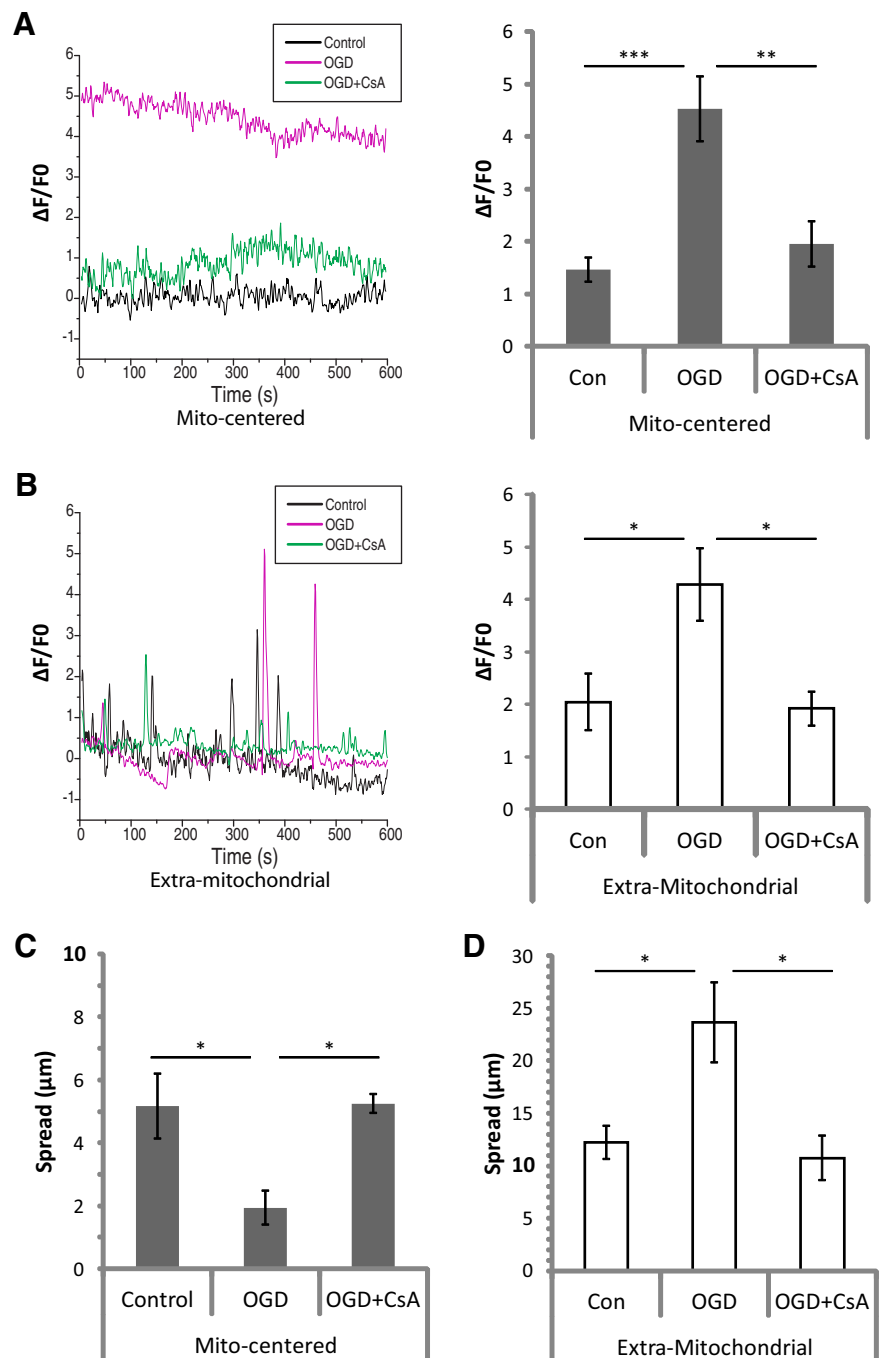 A
Control
OGD
OGD+CsA
ΔF/F0
6
5
4
3
2
1
0
-1
0 100 200 300 400 500 600
Time (s)
Mito-centered
*** **
ΔF/F0
6
5
4
3
2
1
0
Con OGD OGD+CsA
Mito-centered
B
Control
OGD
OGD+CsA
ΔF/F0
6
5
4
3
2
1
0
-1
0 100 200 300 400 500 600
Time (s)
Extra-mitochondrial
* *
ΔF/F0
6
5
4
3
2
1
0
Con OGD OGD+CsA
Extra-Mitochondrial
C
* *
Spread (µm)
10
8
6
4
2
0
Control OGD OGD+CsA
Mito-centered
D
* *
Spread (µm)
30
25
20
15
10
5
0
Con OGD OGD+CsA
Extra-Mitochondrial